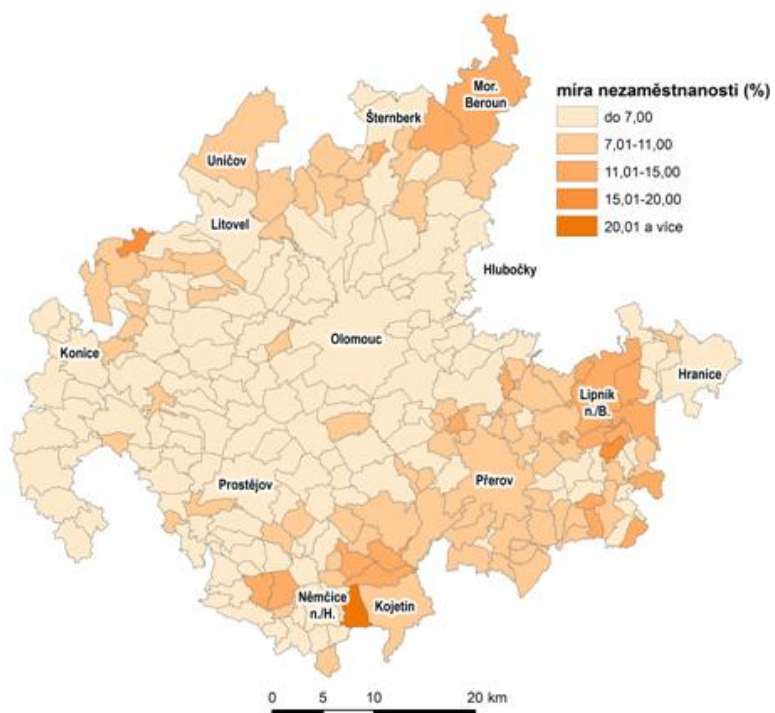 Mor.
Beroun
Šternberk
Uničov
Litovel
Hlubočky
Olomouc
Konice
Hranice
Lipník
n./B.
Přerov
Prostějov
Němčice
n./H.
Kojetín
míra nezaměstnanosti (%)
do 7,00
7,01-11,00
11,01-15,00
15,01-20,00
20,01 a více
0 5 10 20 km